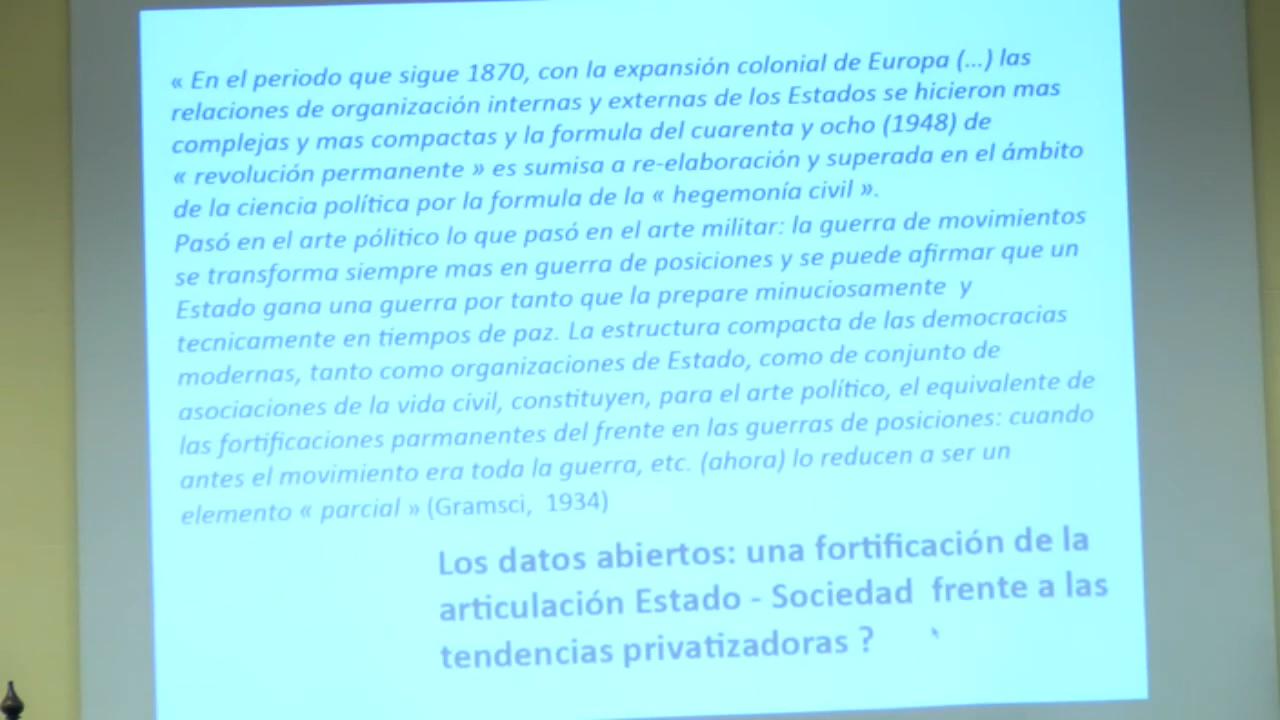 « En el periodo que sigue 1870, con la expansión colonial de Europa (...) las
relaciones de organización internas y externas de los Estados se hicieron mas
complejas y mas compactas y la formula del cuarenta y ocho (1948) de
« revolución permanente » es sumisa a re-elaboración y superada en el ámbito
de la ciencia política por la formula de la « hegemonía civil ».
Pasó en el arte pólitico lo que pasó en el arte militar: la guerra de movimientos
se transforma siempre mas en guerra de posiciones y se puede afirmar que un
Estado gana una guerra por tanto que la prepare minuciosamente y
tecnicamente en tiempos de paz. La estructura compacta de las democracias
modernas, tanto como organizaciones de Estado, como de conjunto de
asociaciones de la vida civil, constituyen, para el arte político, el equivalente de
las fortificaciones parmanentes del frente en las guerras de posiciones: cuando
antes el movimiento era toda la guerra, etc. (ahora) lo reducen a ser un
elemento « parcial » (Gramsci, 1934)
Los datos abiertos: una fortificación de la
articulación Estado - Sociedad frente a las
tendencias privatizadoras ?